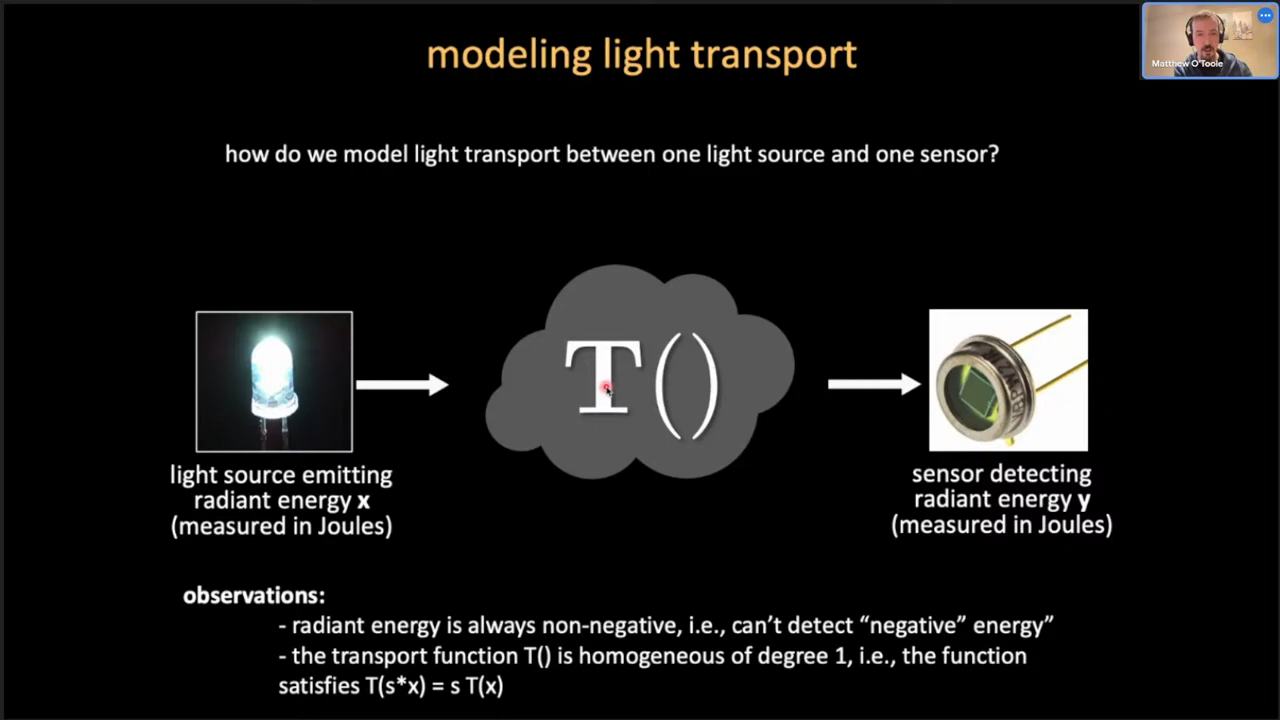 modeling light transport
Matthew O'Toole
how do we model light transport between one light source and one sensor?
T()
light source emitting
radiant energy x
(measured in Joules)
sensor detecting
radiant energy y
(measured in Joules)
observations:
- radiant energy is always non-negative, i.e., can't detect “negative” energy”
- the transport function T() is homogeneous of degree 1, i.e., the function
satisfies T(s*x) = s T(x)